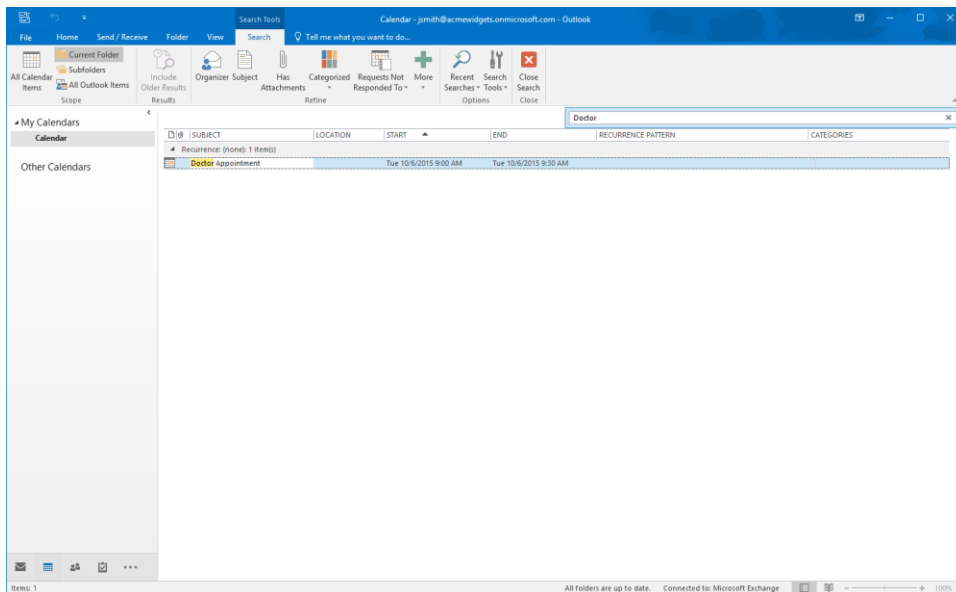 Search Tools
Calendar - jsmith@acmewidgets.onmicrosoft.com - Outlook
File Home Send / Receive Folder View Search Tell me what you want to do...
All Calendar Items
Current Folder
Subfolders
All Outlook Items
Scope
Include Older Results
Results
Organizer Subject Has Attachments Categorized Requests Not Responded To More
Refine
Recent Searches Search Tools
Options
Close Search
Close
Doctor
My Calendars
Calendar
Other Calendars
SUBJECT LOCATION START END RECURRENCE PATTERN CATEGORIES
Recurrence: (none): 1 item(s)
Doctor Appointment Tue 10/6/2015 9:00 AM Tue 10/6/2015 9:30 AM
Items: 1
All folders are up to date. Connected to: Microsoft Exchange
100%